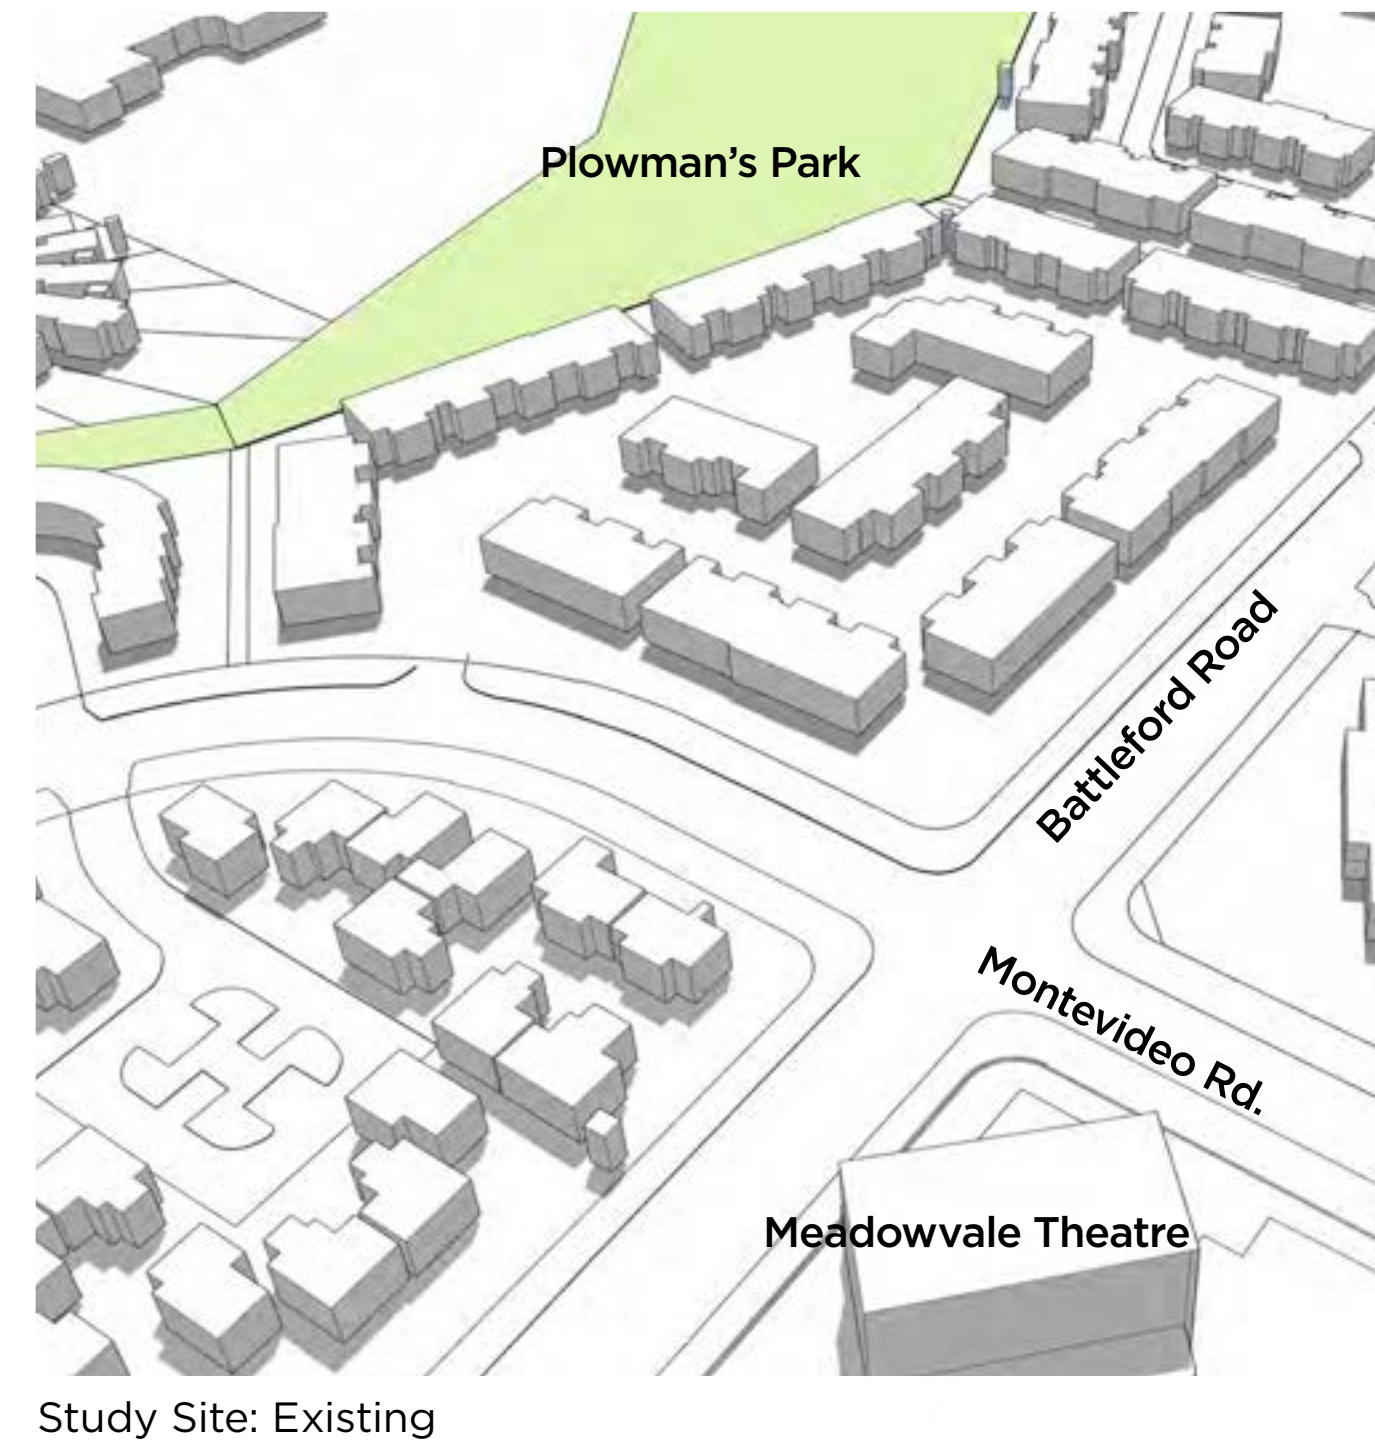 Plowman’s Park
Battleford Road
Montevideo Rd.
Meadowvale Theatre
Study Site: Existing